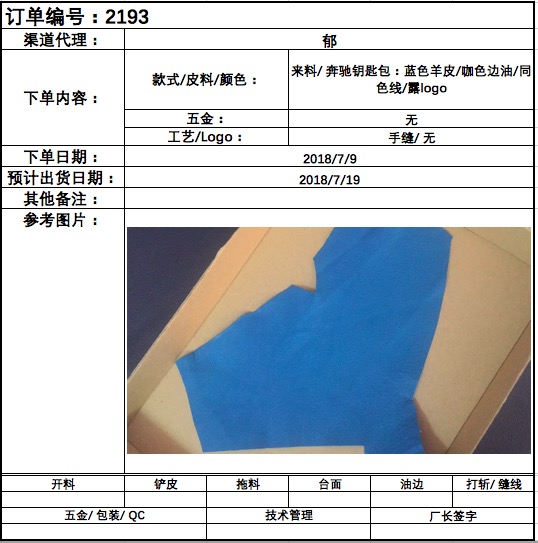 订单编号：2193
渠道代理：
郁
下单内容：
款式/皮料/颜色：
来料/ 奔驰钥匙包：蓝色羊皮/咖色边油/同
色线/露logo
五金：
无
工艺/Logo：
手缝/ 无
下单日期：
2018/7/9
预计出货日期：
2018/7/19
其他备注：
参考图片：
开料 铲皮 拖料 台面 油边 打斩/ 缝线
五金/ 包装/ QC 技术管理 厂长签字